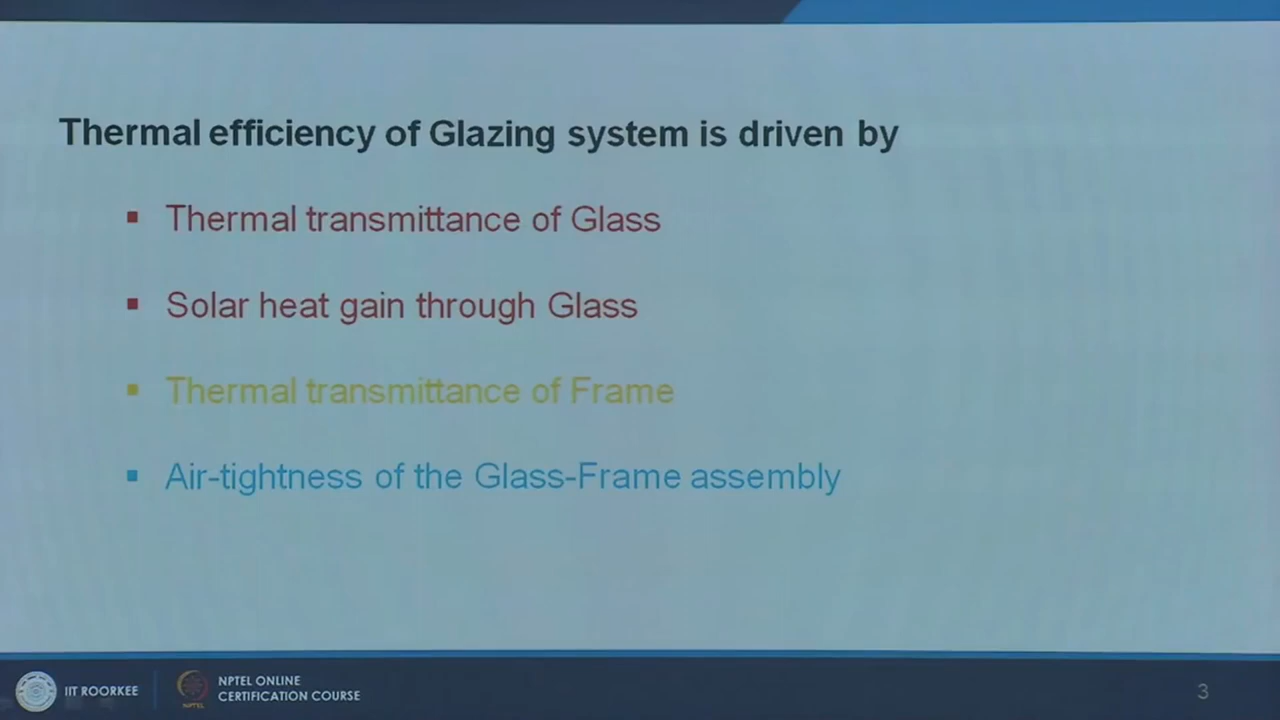 Thermal efficiency of Glazing system is driven by
▪ Thermal transmittance of Glass
▪ Solar heat gain through Glass
▪ Thermal transmittance of Frame
▪ Air-tightness of the Glass-Frame assembly
IIT ROORKEE
NPTEL
NPTEL ONLINE
CERTIFICATION COURSE
3